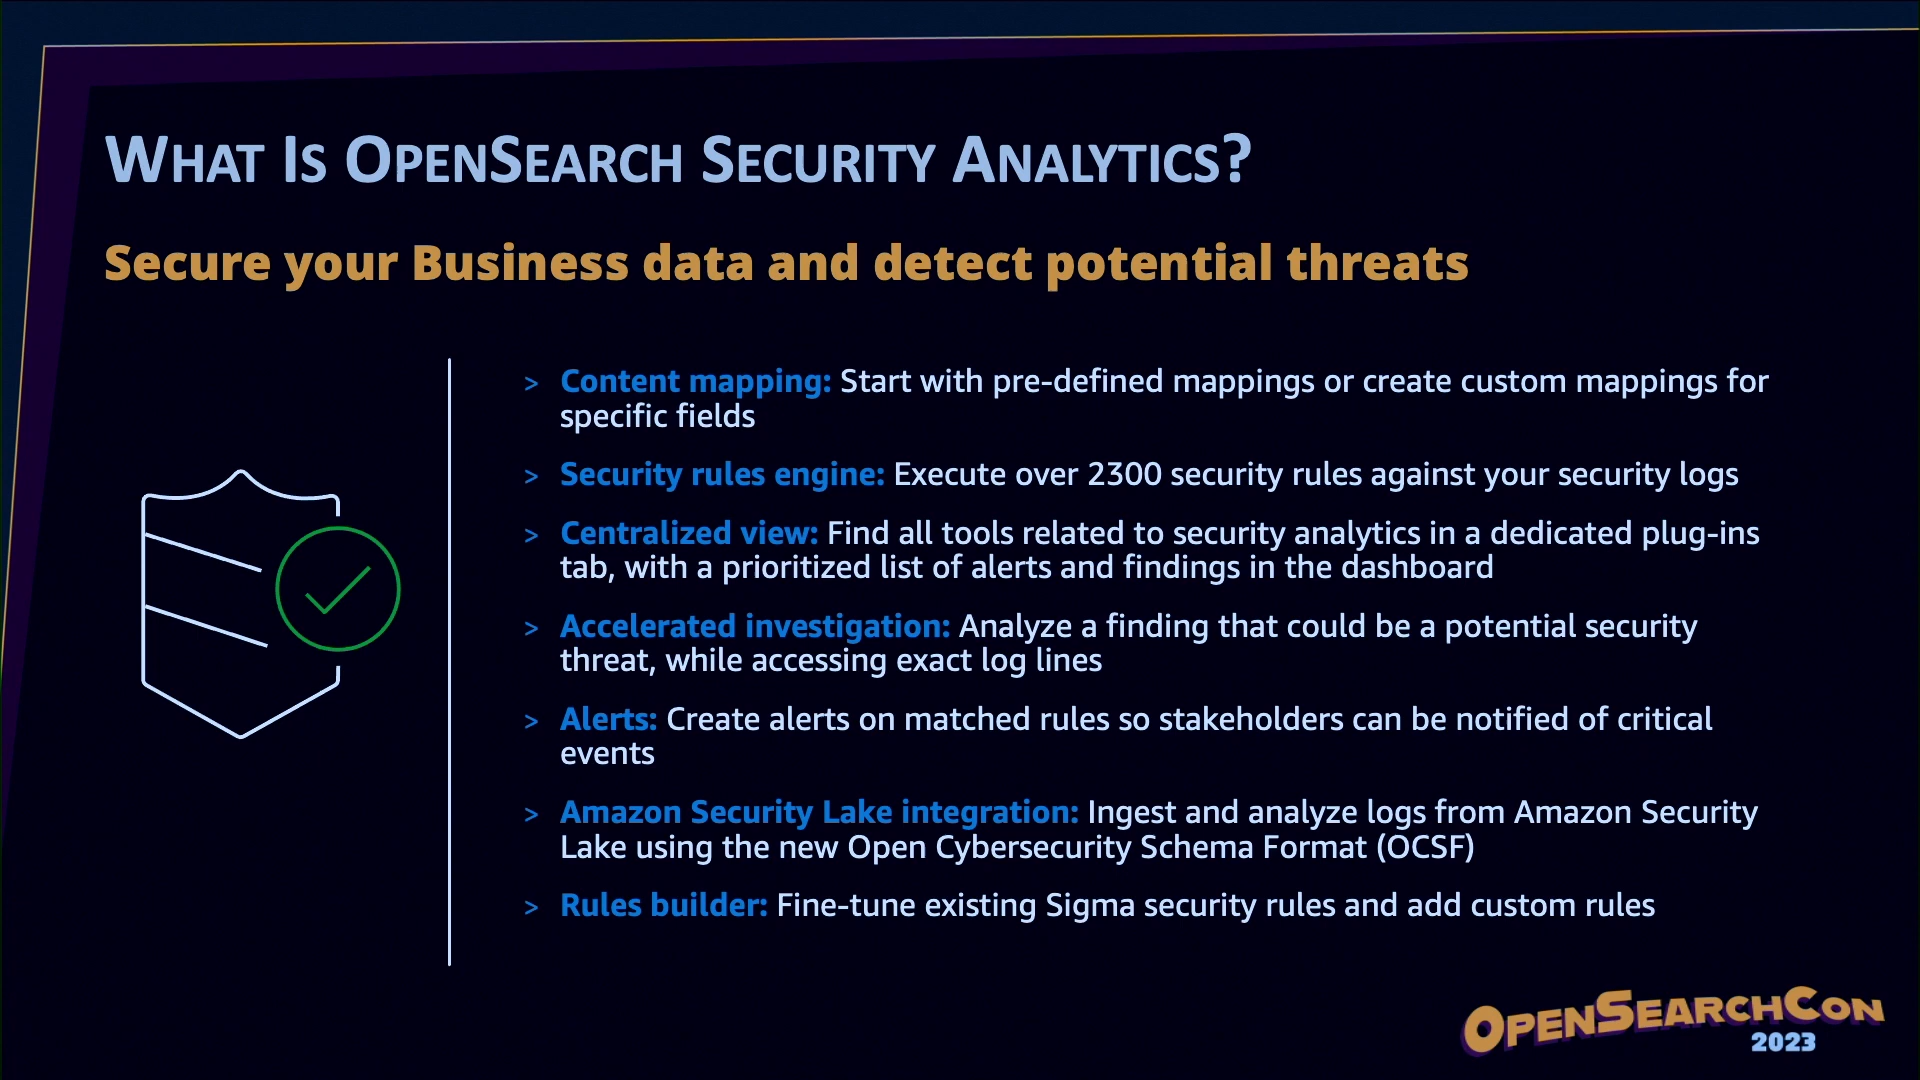 What Is OpenSearch Security Analytics?
Secure your Business data and detect potential threats
> Content mapping: Start with pre-defined mappings or create custom mappings for
specific fields
> Security rules engine: Execute over 2300 security rules against your security logs
> Centralized view: Find all tools related to security analytics in a dedicated plug-ins
tab, with a prioritized list of alerts and findings in the dashboard
> Accelerated investigation: Analyze a finding that could be a potential security
threat, while accessing exact log lines
> Alerts: Create alerts on matched rules so stakeholders can be notified of critical
events
> Amazon Security Lake integration: Ingest and analyze logs from Amazon Security
Lake using the new Open Cybersecurity Schema Format (OCSF)
> Rules builder: Fine-tune existing Sigma security rules and add custom rules
OpenSearchCon
2023